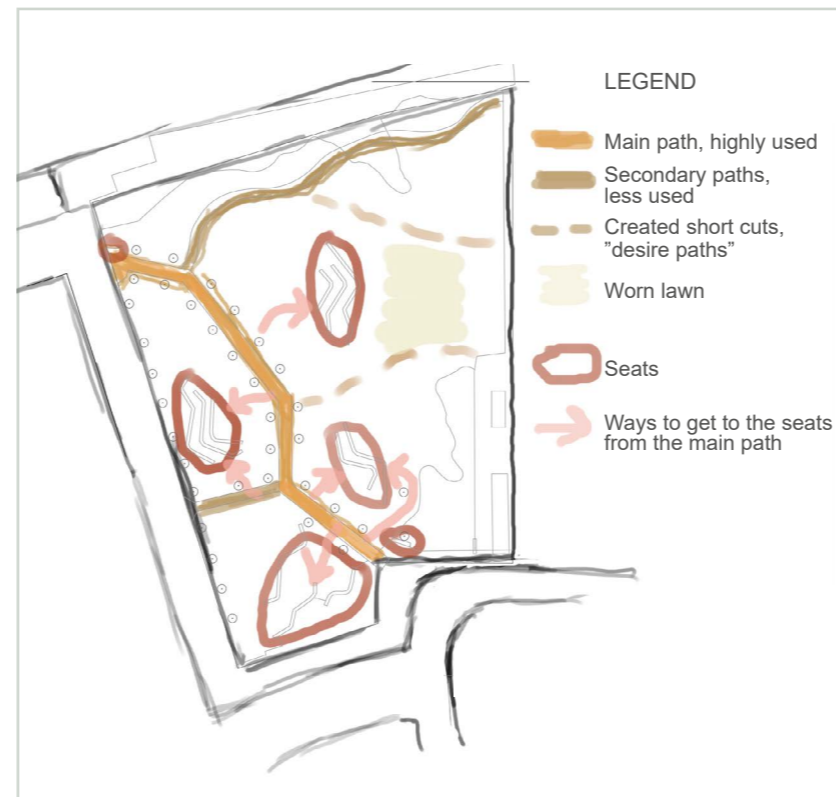 LEGEND
Main path, highly used
Secondary paths,
less used
Created short cuts,
”desire paths”
Worn lawn
Seats
Ways to get to the seats
from the main path